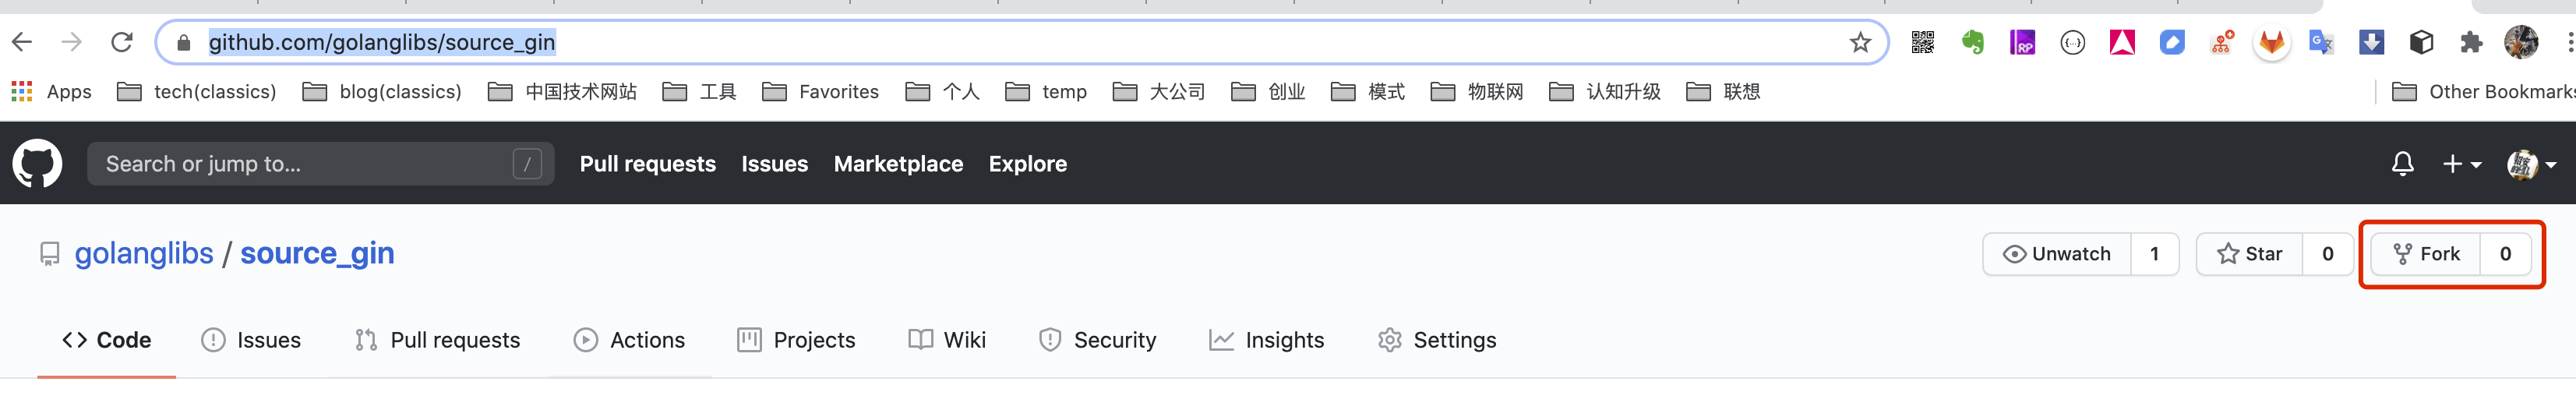 github.com/golanglibs/source_gin
Apps tech(classics) blog(classics) 中国技术网站 工具 Favorites 个人 temp 大公司 创业 模式 物联网 认知升级 联想 Other Bookmarks
Search or jump to... / Pull requests Issues Marketplace Explore
golanglibs / source_gin Unwatch 1 Star 0 Fork 0
Code Issues Pull requests Actions Projects Wiki Security Insights Settings